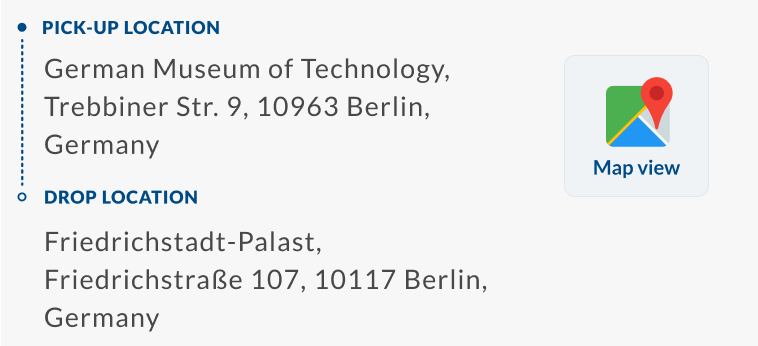 PICK-UP LOCATION
German Museum of Technology,
Trebbiner Str. 9, 10963 Berlin,
Germany
Map view
DROP LOCATION
Friedrichstadt-Palast,
Friedrichstraße 107, 10117 Berlin,
Germany